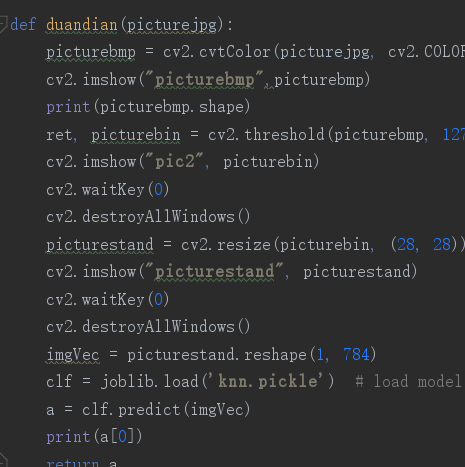 def duandian(picturejpg):
picturebmp = cv2.cvtColor(picturejpg, cv2.COLOR
cv2.imshow("picturebmp",picturebmp)
print(picturebmp.shape)
ret, picturebin = cv2.threshold(picturebmp, 127
cv2.imshow("pic2", picturebin)
cv2.waitKey(0)
cv2.destroyAllWindows()
picturestand = cv2.resize(picturebin, (28, 28))
cv2.imshow("picturestand", picturestand)
cv2.waitKey(0)
cv2.destroyAllWindows()
imgVec = picturestand.reshape(1, 784)
clf = joblib.load('knn.pickle') # load model
a = clf.predict(imgVec)
print(a[0])
return a